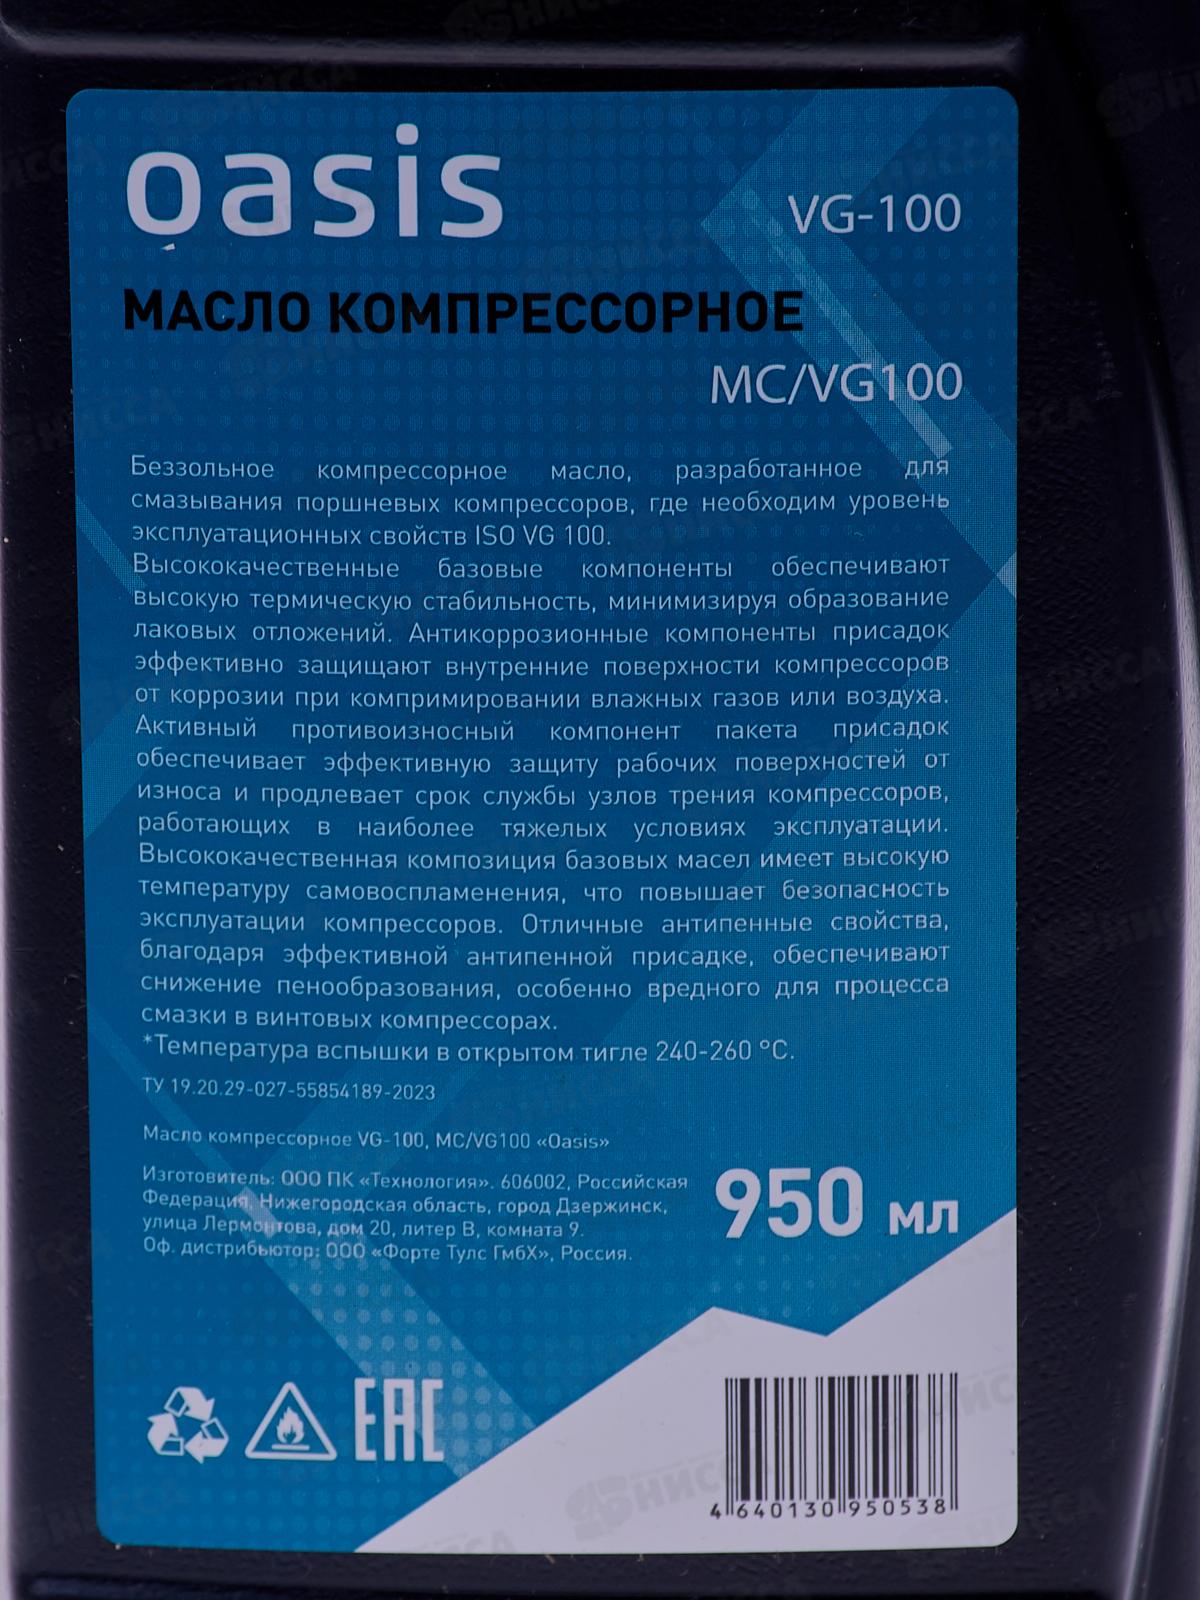 oasis
VG-100
МАСЛО КОМПРЕССОРНОЕ
MC/VG100
Беззольное компрессорное масло, разработанное для
смазывания поршневых компрессоров, где необходим уровень
эксплуатационных свойств ISO VG 100.
Высококачественные базовые компоненты обеспечивают
высокую термическую стабильность, минимизируя образование
лаковых отложений. Антикоррозионные компоненты присадок
эффективно защищают внутренние поверхности компрессоров
от коррозии при компримировании влажных газов или воздуха.
Активный противоизносный компонент пакета присадок
обеспечивает эффективную защиту рабочих поверхностей от
износа и продлевает срок службы узлов трения компрессоров,
работающих в наиболее тяжелых условиях эксплуатации.
Высококачественная композиция базовых масел имеет высокую
температуру самовоспламенения, что повышает безопасность
эксплуатации компрессоров. Отличные антипенные свойства,
благодаря эффективной антипенной присадке, обеспечивают
снижение пенообразования, особенно вредного для процесса
смазки в винтовых компрессорах.
*Температура вспышки в открытом тигле 240-260 °С.
ТУ 19.20.29-027-55854189-2023
Масло компрессорное VG-100, MC/VG100 «Oasis»
Изготовитель: ООО ПК «Технология». 606002, Российская
Федерация, Нижегородская область, город Дзержинск,
улица Лермонтова, дом 20, литер В, комната 9.
Оф. дистрибьютор: ООО «Форте Тулс ГмбХ», Россия.
950 мл
EAC
4 640130 950538
БНИССА